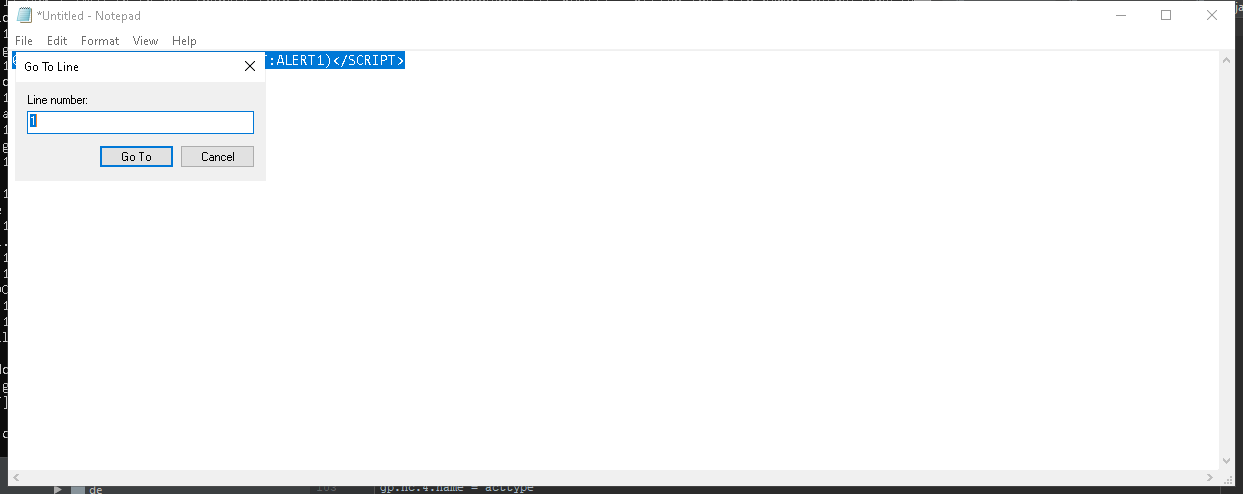 *Untitled - Notepad
File Edit Format View Help
:ALERT1)</SCRIPT>
Go To Line
Line number:
1
Go To Cancel
de
gp.nc.4.name = accttype